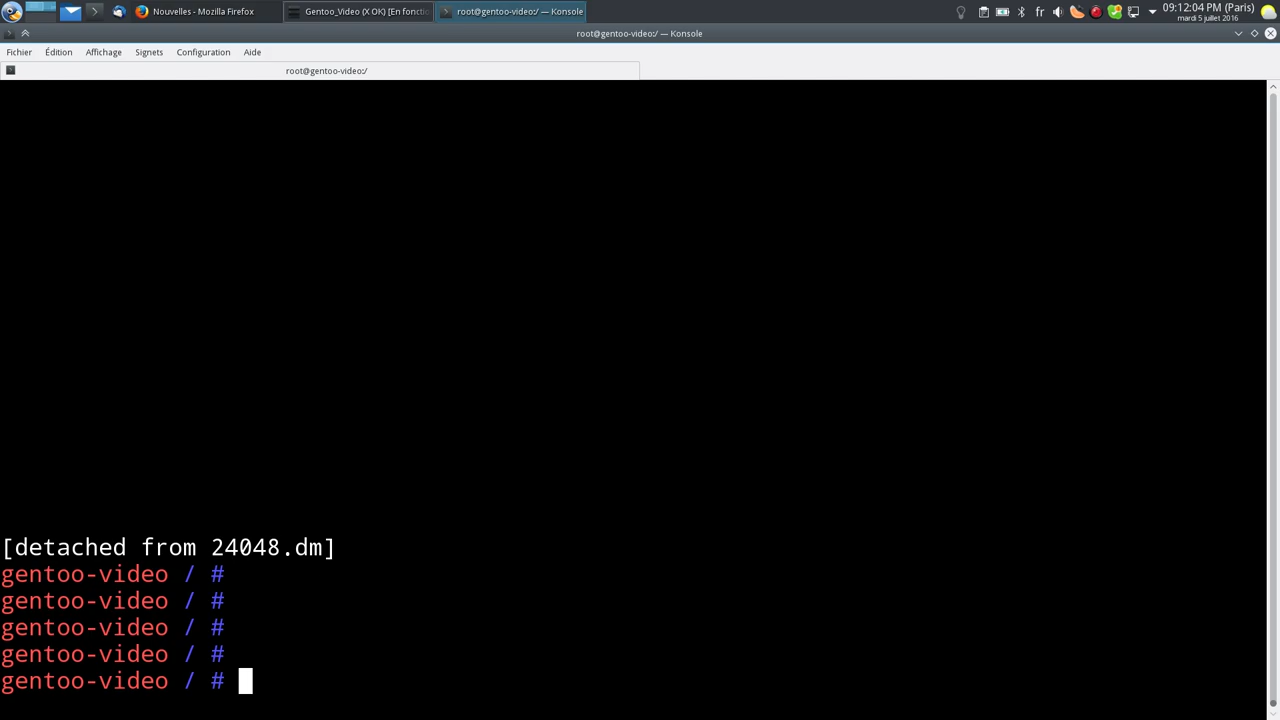 Nouvelles - Mozilla Firefox
Gentoo_Video (X OK) [En fonctio
root@gentoo-video:/ — Konsole
fr
09:12:04 PM (Paris)
mardi 5 juillet 2016
root@gentoo-video:/ — Konsole
Fichier Édition Affichage Signets Configuration Aide
root@gentoo-video:/
[detached from 24048.dm]
gentoo-video / #
gentoo-video / #
gentoo-video / #
gentoo-video / #
gentoo-video / #